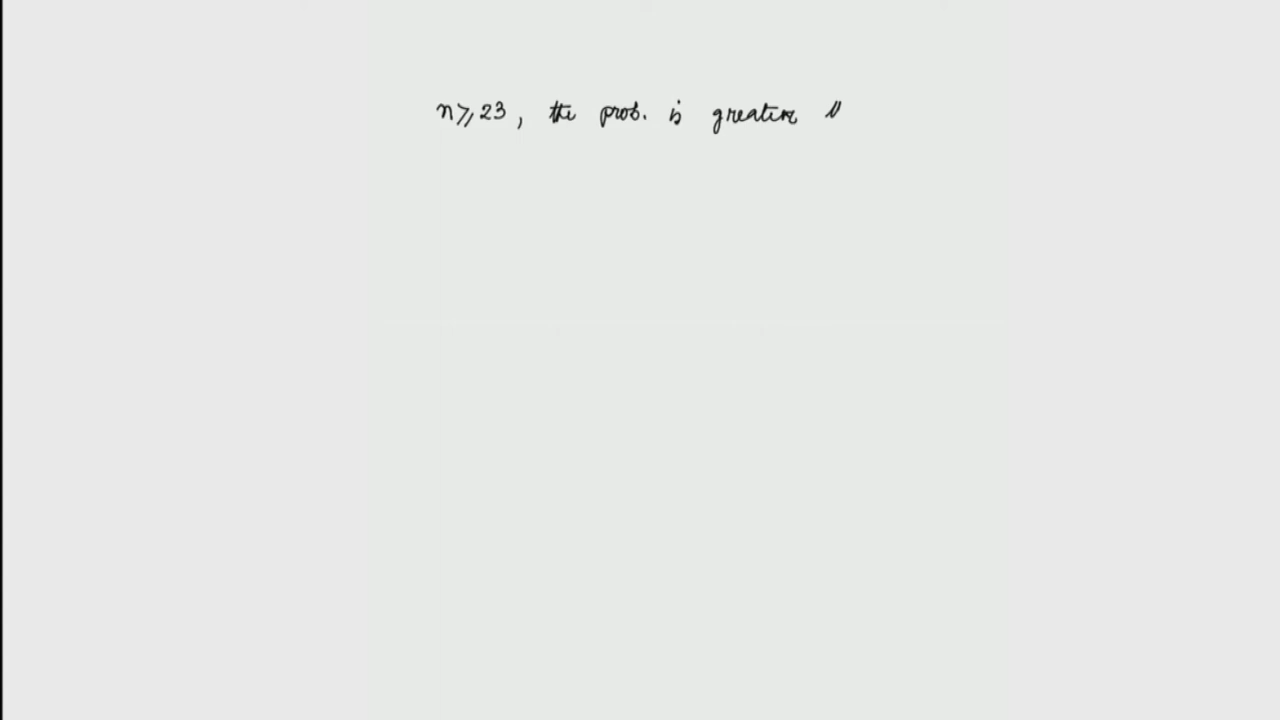 n≥23, the prob. is greater